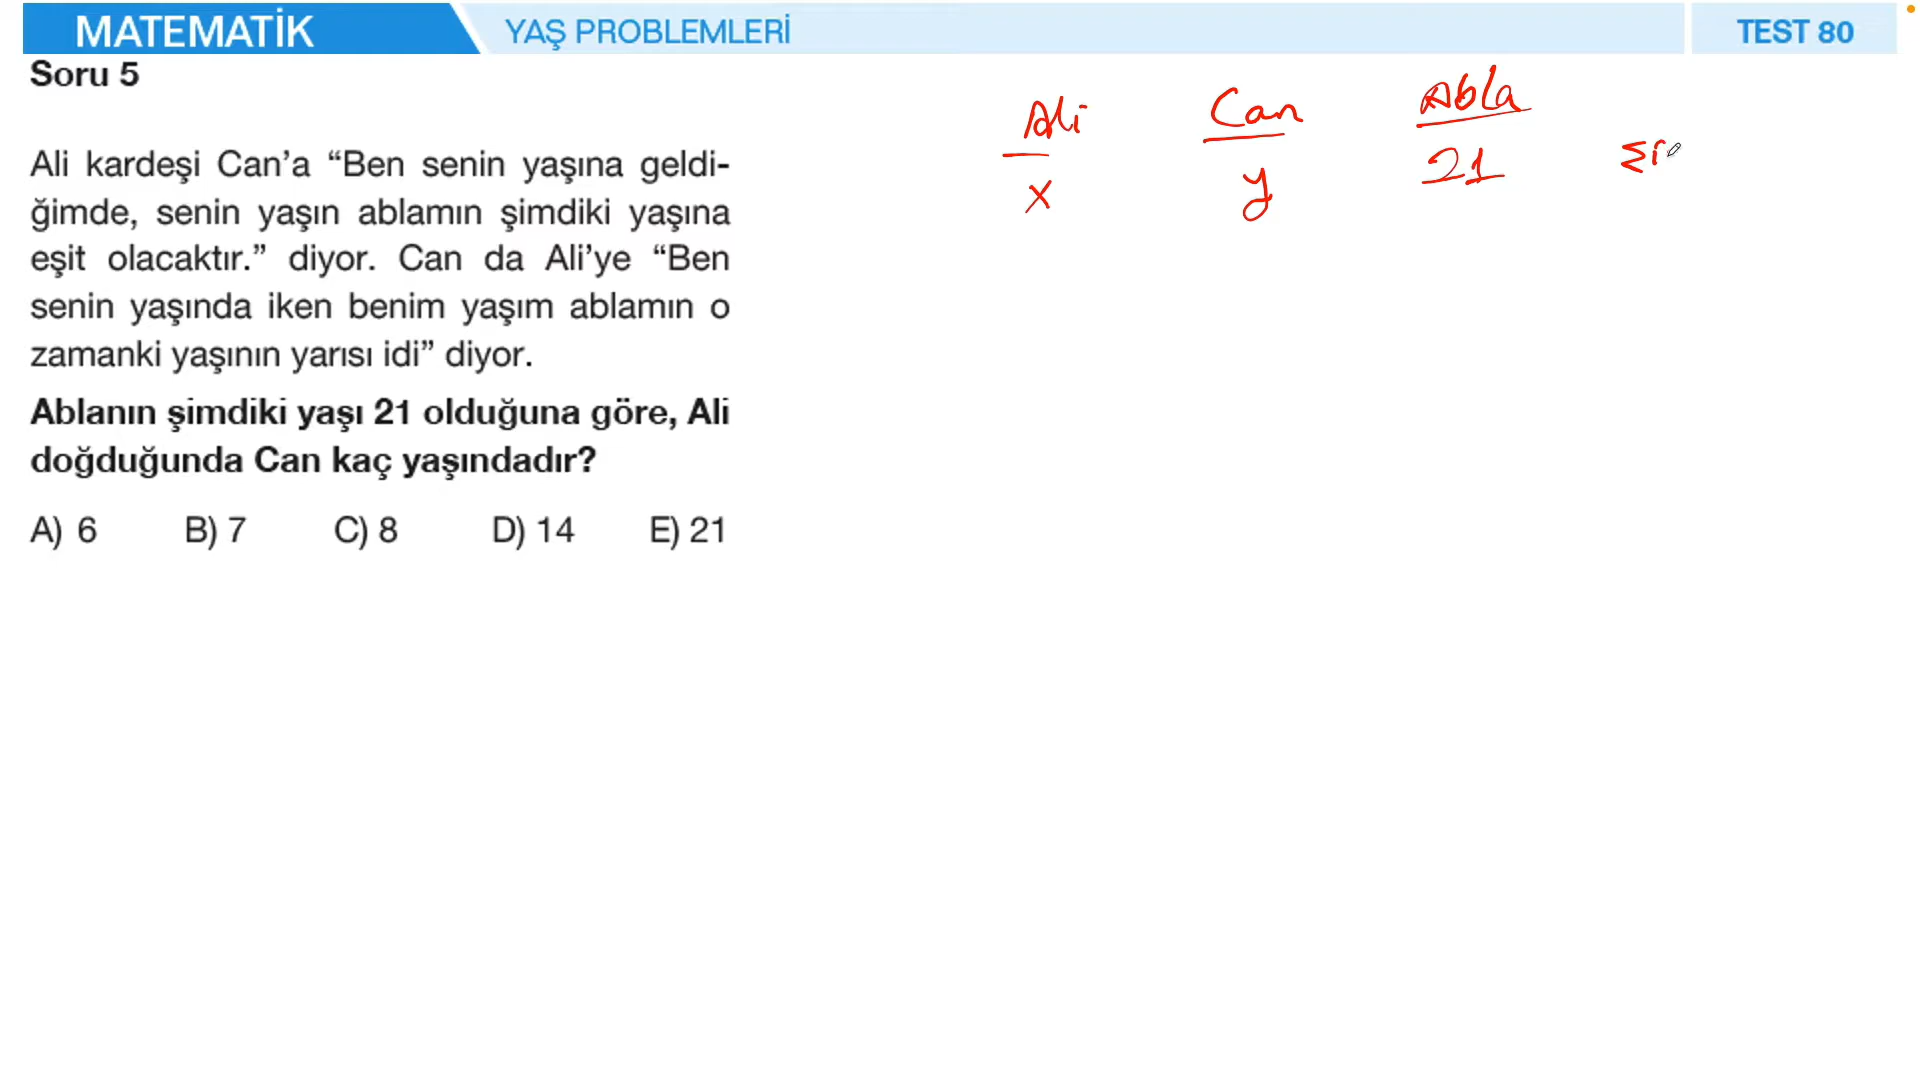 MATEMATİK
YAŞ PROBLEMLERİ
TEST 80
Soru 5
Ali kardeşi Can’a “Ben senin yaşına geldi-
ğimde, senin yaşın ablamın şimdiki yaşına
eşit olacaktır.” diyor. Can da Ali’ye “Ben
senin yaşında iken benim yaşım ablamın o
zamanki yaşının yarısı idi” diyor.
Ablanın şimdiki yaşı 21 olduğuna göre, Ali
doğduğunda Can kaç yaşındadır?
A) 6 B) 7 C) 8 D) 14 E) 21
Ali Can Abla
x y 21